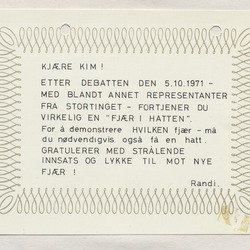 KJÆRE KIM !
ETTER DEBATTEN DEN 5.10.1971 –
MED BLANDT ANNET REPRESENTANTER
FRA STORTINGET – FORTJENER DU
VIRKELIG EN "FJÆR I HATTEN".
For å demonstrere HVILKEN fjær – må
du nødvendigvis også få en hatt.
GRATULERER MED STRÅLENDE
INNSATS OG LYKKE TIL MOT NYE
FJÆR !
Randi.